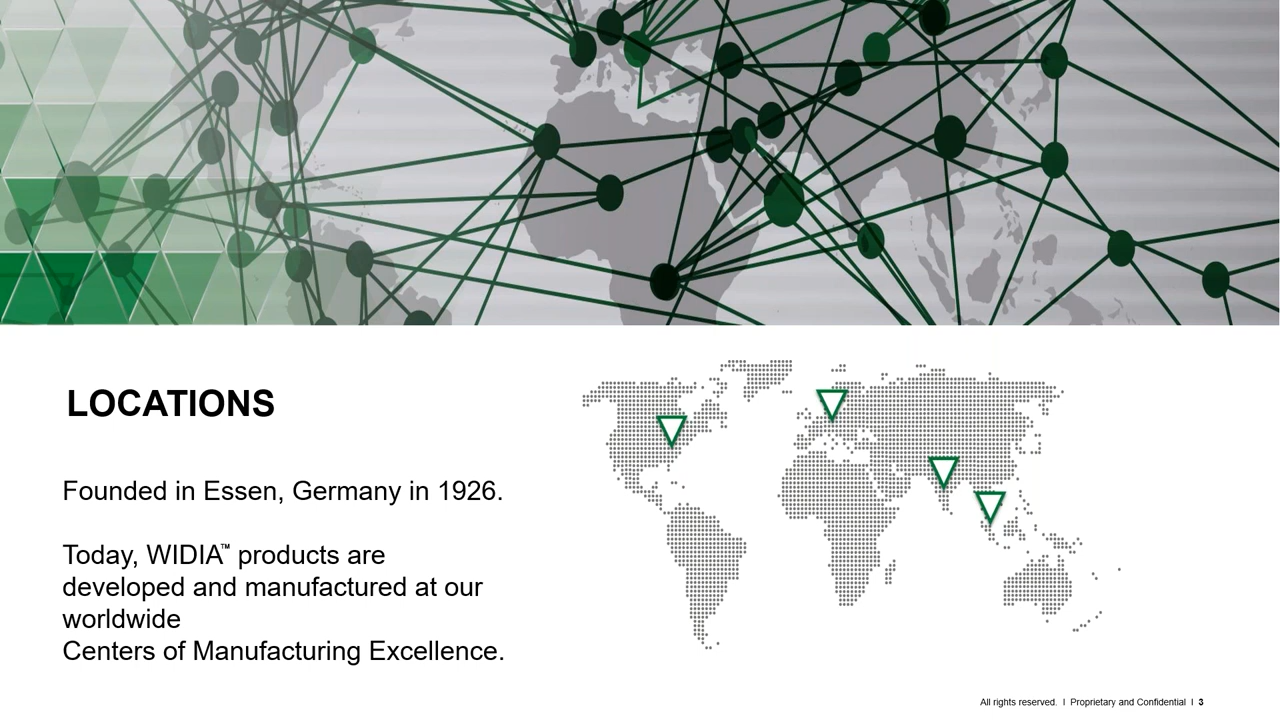 LOCATIONS
Founded in Essen, Germany in 1926.
Today, WIDIA™ products are
developed and manufactured at our
worldwide
Centers of Manufacturing Excellence.
All rights reserved. I Proprietary and Confidential I 3